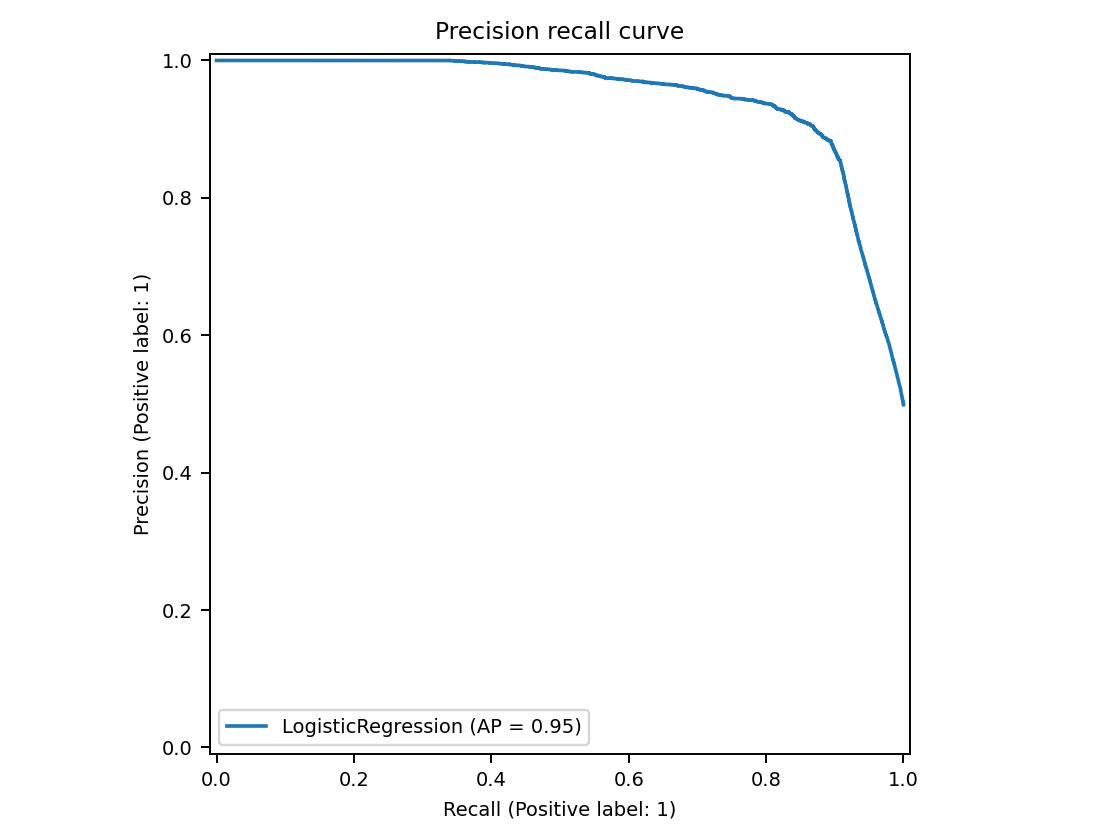 Precision recall curve
1.0
0.8
0.6
0.4
0.2
0.0
Precision (Positive label: 1)
LogisticRegression (AP = 0.95)
0.0 0.2 0.4 0.6 0.8 1.0
Recall (Positive label: 1)